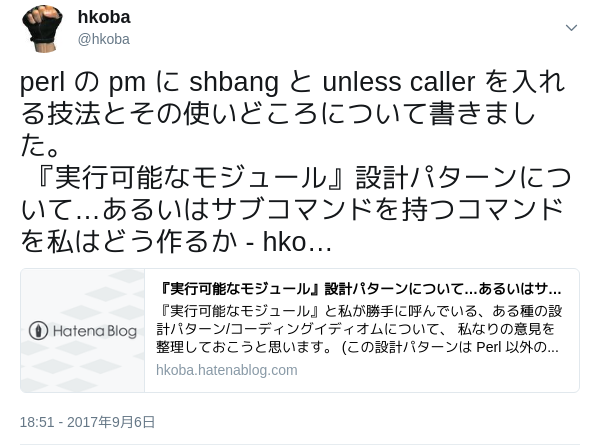 hkoba
@hkoba
perl の pm に shbang と unless caller を入れ
る技法とその使いどころについて書きまし
た。
『実行可能なモジュール』設計パターンにつ
いて…あるいはサブコマンドを持つコマンド
を私はどう作るか - hko…
『実行可能なモジュール』設計パターンについて…あるいはサ...
『実行可能なモジュール』と私が勝手に呼んでいる、ある種の設
計パターン/コーディングイディオムについて、 私なりの意見を
整理しておこうと思います。 (この設計パターンは Perl 以外の...
Hatena Blog
hkoba.hatenablog.com
18:51 - 2017年9月6日